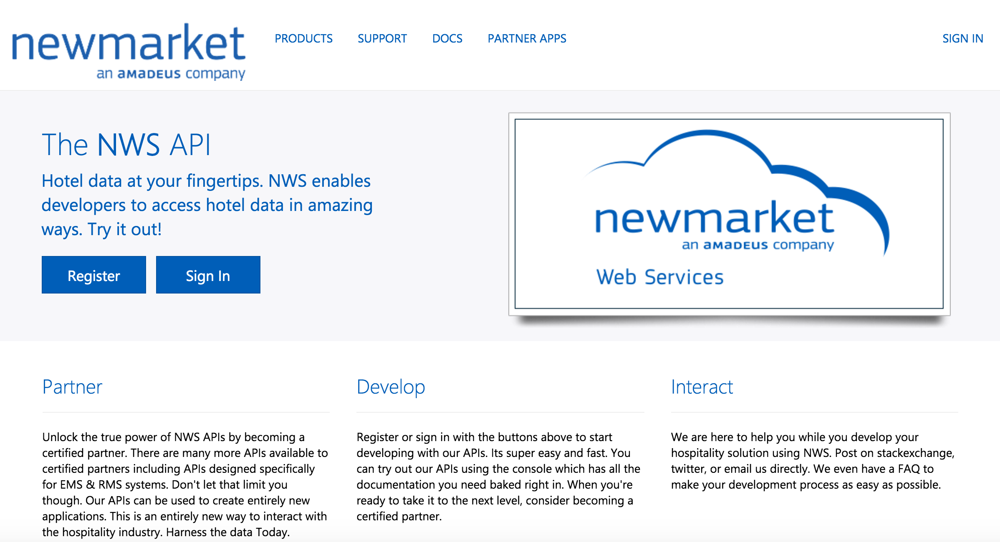 newmarket
an aMaDEUS company
PRODUCTS
SUPPORT
DOCS
PARTNER APPS
SIGN IN
The NWS API
Hotel data at your fingertips. NWS enables
developers to access hotel data in amazing
ways. Try it out!
Register
Sign In
newmarket
an aMaDEUS company
Web Services
Partner
Unlock the true power of NWS APIs by becoming a
certified partner. There are many more APIs available to
certified partners including APIs designed specifically
for EMS & RMS systems. Don't let that limit you
though. Our APIs can be used to create entirely new
applications. This is an entirely new way to interact with
the hospitality industry. Harness the data Today.
Develop
Register or sign in with the buttons above to start
developing with our APIs. Its super easy and fast. You
can try out our APIs using the console which has all the
documentation you need baked right in. When you're
ready to take it to the next level, consider becoming a
certified partner.
Interact
We are here to help you while you develop your
hospitality solution using NWS. Post on stackexchange,
twitter, or email us directly. We even have a FAQ to
make your development process as easy as possible.